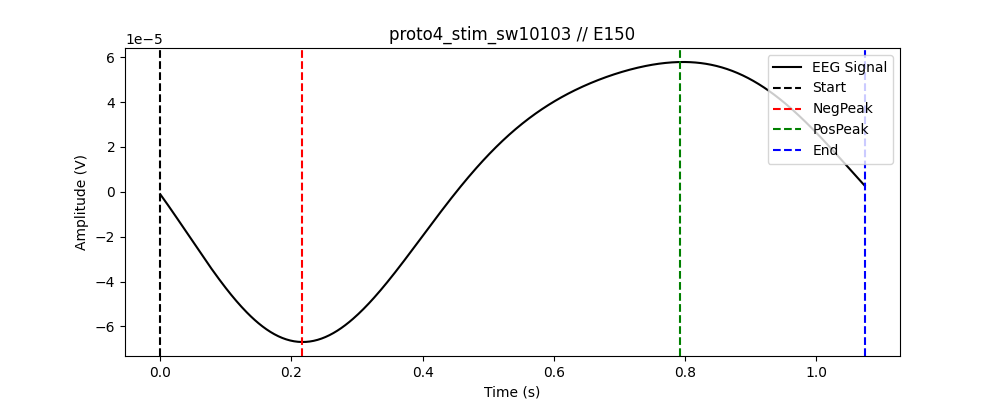 proto4_stim_sw10103 // E150
1e−5
6
4
2
0
−2
−4
−6
Amplitude (V)
0.0 0.2 0.4 0.6 0.8 1.0
Time (s)
EEG Signal
Start
NegPeak
PosPeak
End